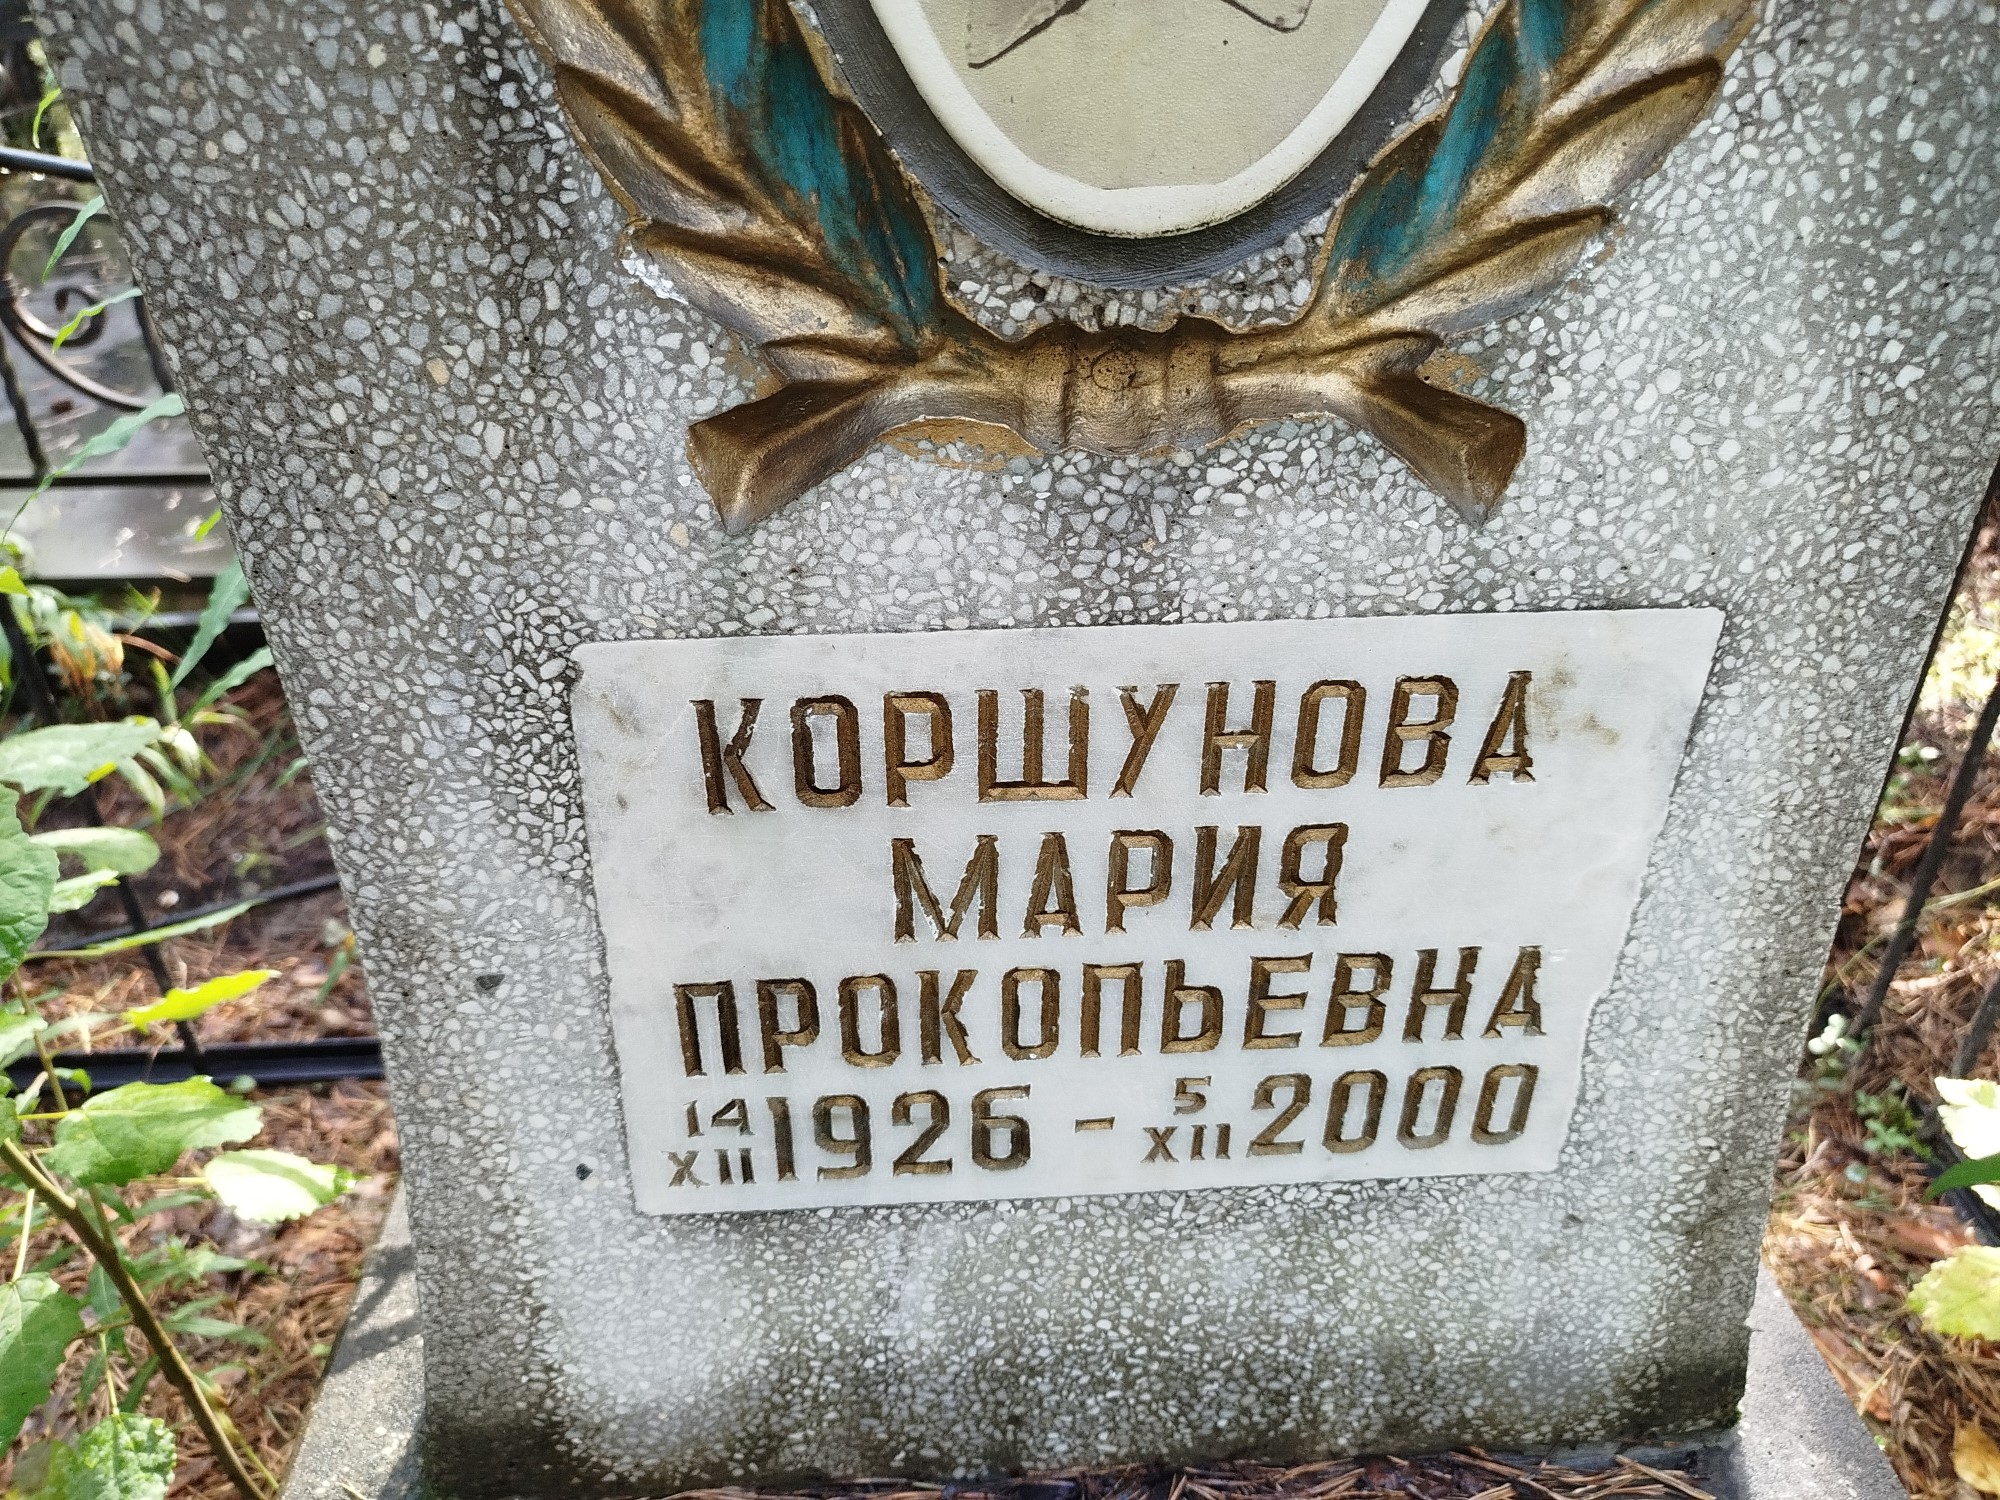 КОРШУНОВА
МАРИЯ
ПРОКОПЬЕВНА
14/XII 1926 - 5/XII 2000